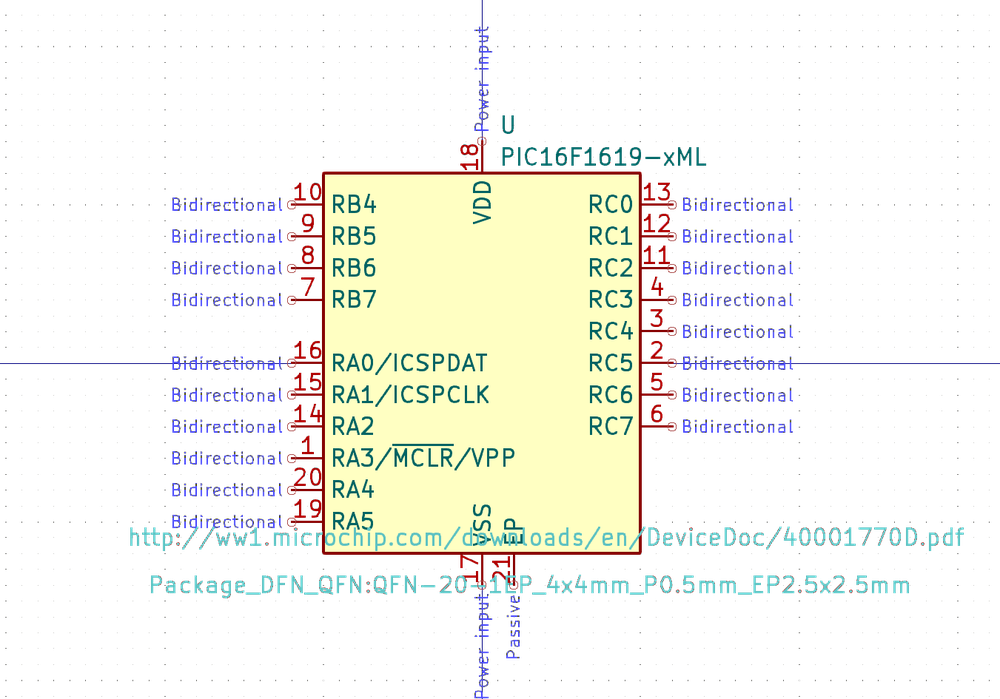 Power input
18
U
PIC16F1619-xML
VDD
Bidirectional 10 RB4
RC0 13 Bidirectional
Bidirectional 9 RB5
RC1 12 Bidirectional
Bidirectional 8 RB6
RC2 11 Bidirectional
Bidirectional 7 RB7
RC3 4 Bidirectional
RC4 3 Bidirectional
Bidirectional 16 RA0/ICSPDAT
RC5 2 Bidirectional
Bidirectional 15 RA1/ICSPCLK
RC6 5 Bidirectional
Bidirectional 14 RA2
RC7 6 Bidirectional
Bidirectional 1 RA3/MCLR/VPP
Bidirectional 20 RA4
Bidirectional 19 RA5
VSS
EP
http://ww1.microchip.com/downloads/en/DeviceDoc/40001770D.pdf
17
21
Package_DFN_QFN:QFN-20-1EP_4x4mm_P0.5mm_EP2.5x2.5mm
Power input
Passive